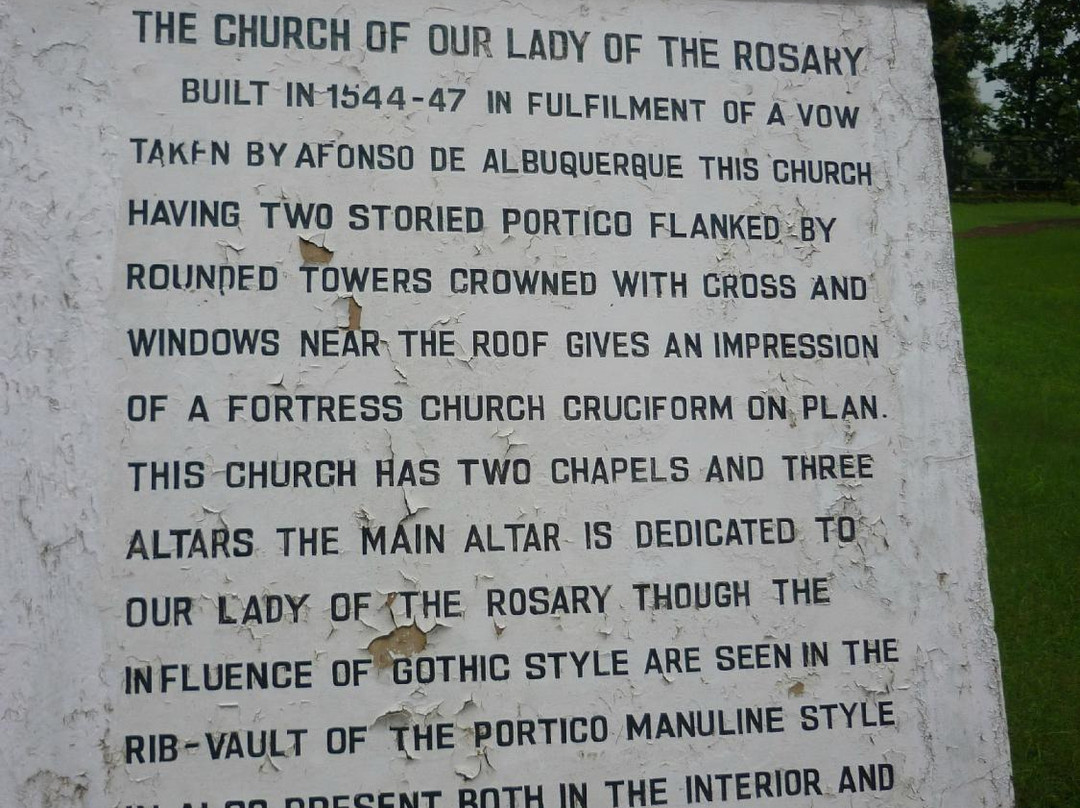 THE CHURCH OF OUR LADY OF THE ROSARY
BUILT IN 1544-47 IN FULFILMENT OF A VOW
TAKEN BY AFONSO DE ALBUQUERQUE THIS CHURCH
HAVING TWO STORIED PORTICO FLANKED BY
ROUNDED TOWERS CROWNED WITH CROSS AND
WINDOWS NEAR THE ROOF GIVES AN IMPRESSION
OF A FORTRESS CHURCH CRUCIFORM ON PLAN.
THIS CHURCH HAS TWO CHAPELS AND THREE
ALTARS THE MAIN ALTAR IS DEDICATED TO
OUR LADY OF THE ROSARY THOUGH THE
INFLUENCE OF GOTHIC STYLE ARE SEEN IN THE
RIB-VAULT OF THE PORTICO MANULINE STYLE
IN ALSO PRESENT BOTH IN THE INTERIOR AND